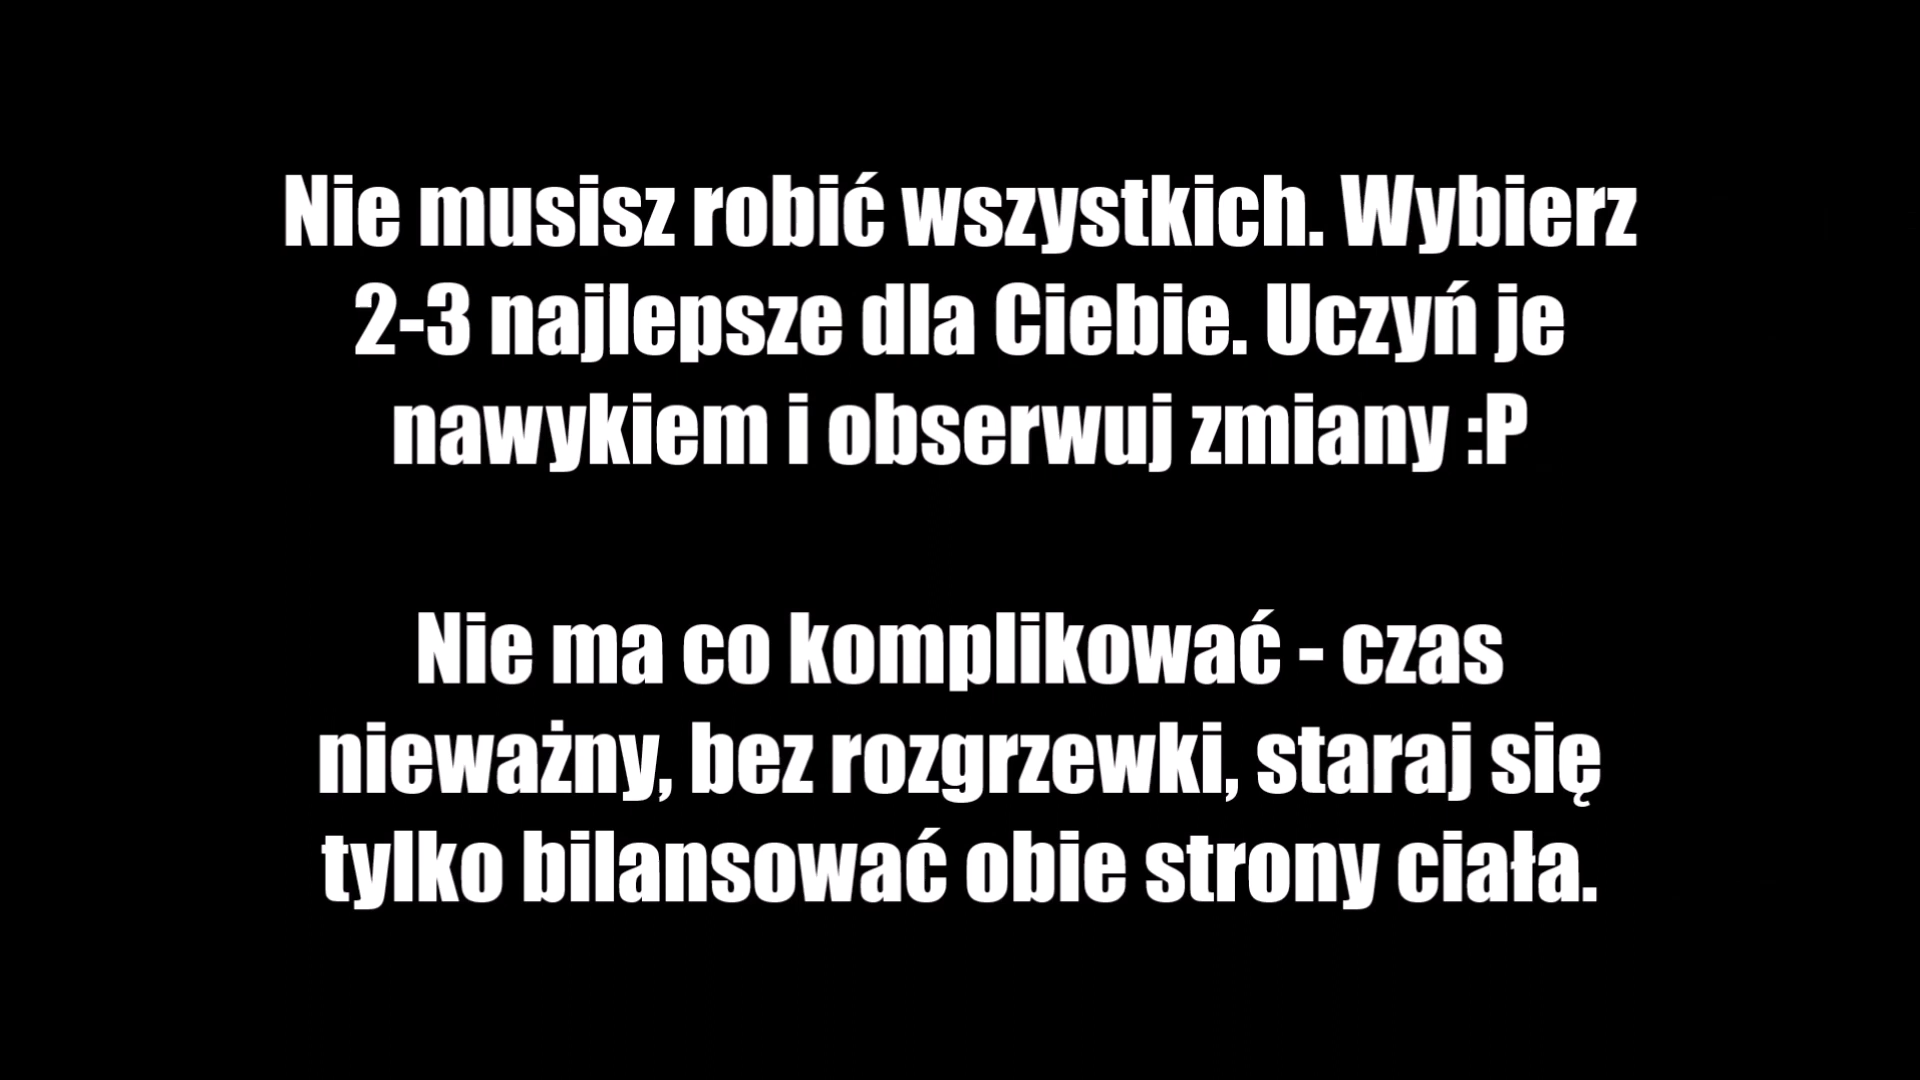 Nie musisz robić wszystkich. Wybierz
2-3 najlepsze dla Ciebie. Uczyń je
nawykiem i obserwuj zmiany :P
Nie ma co komplikować - czas
nieważny, bez rozgrzewki, staraj się
tylko bilansować obie strony ciała.